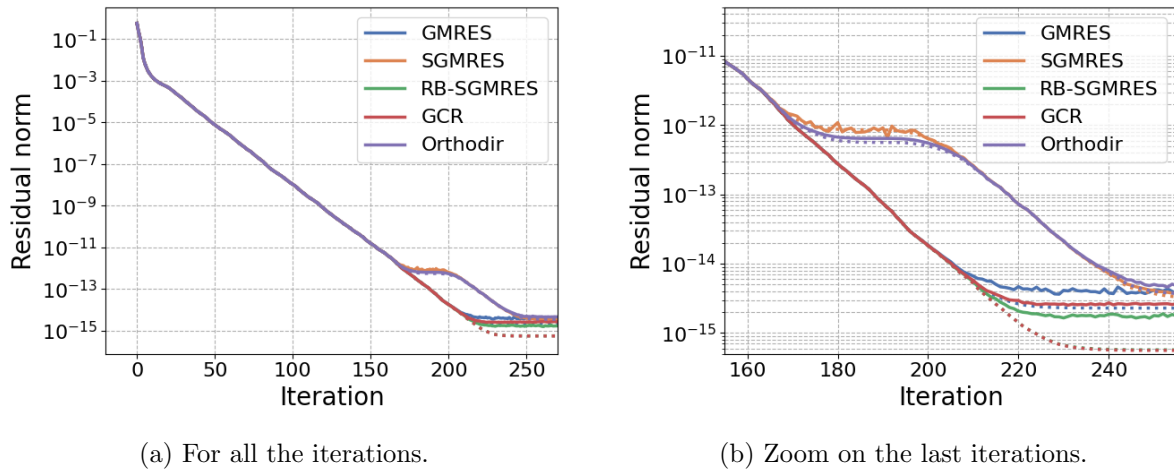 10⁻¹
10⁻³
10⁻⁵
10⁻⁷
10⁻⁹
10⁻¹¹
10⁻¹³
10⁻¹⁵
Residual norm
GMRES
SGMRES
RB-SGMRES
GCR
Orthodir
0 50 100 150 200 250
Iteration
(a) For all the iterations.
10⁻¹¹
10⁻¹²
10⁻¹³
10⁻¹⁴
10⁻¹⁵
Residual norm
GMRES
SGMRES
RB-SGMRES
GCR
Orthodir
160 180 200 220 240
Iteration
(b) Zoom on the last iterations.